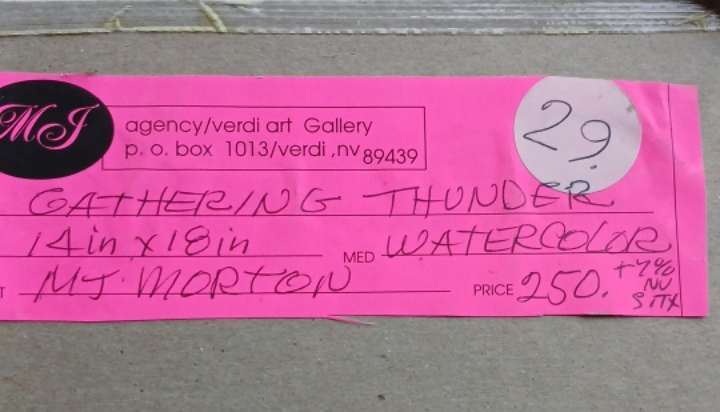 MJ
agency/verdi art Gallery
p. o. box 1013/verdi ,nv 89439
29.
GATHERING THUNDER
14in x 18in MED WATERCOLOR
T MJ. MORTON PRICE 250. +7%
NV
S.TTX